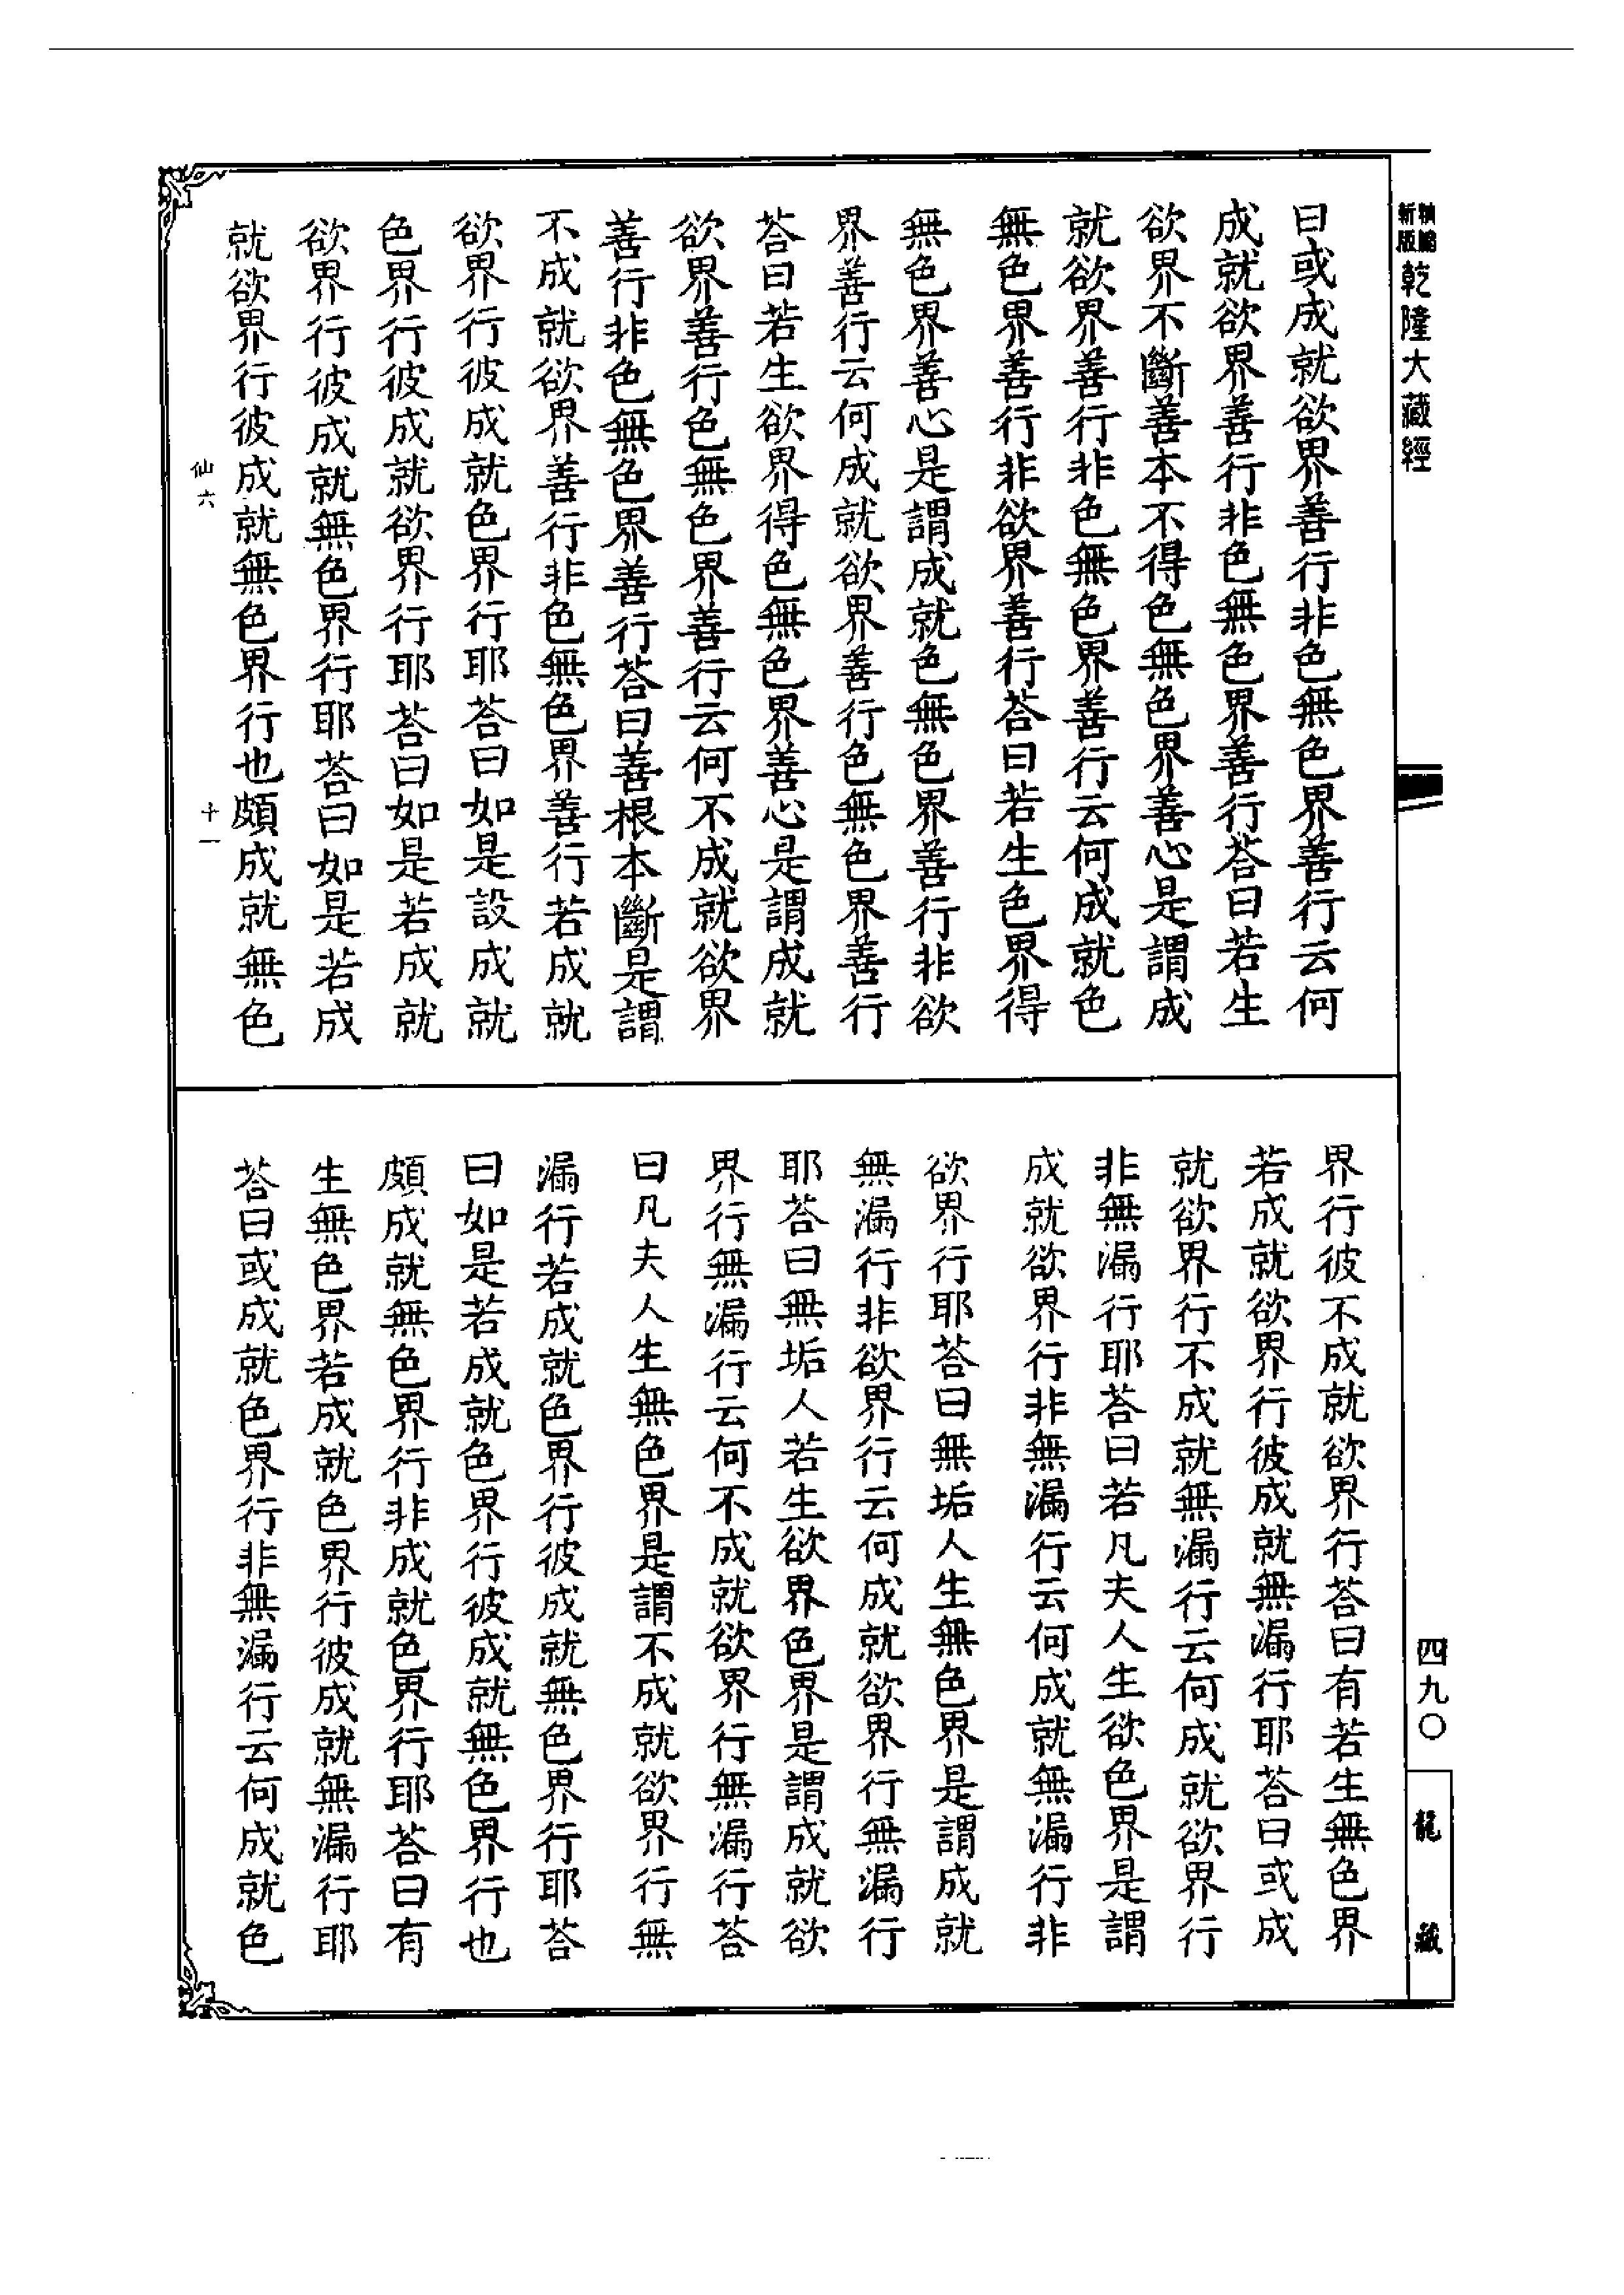 新版
乾隆大藏經
曰或成就欲界善行非色無色界善行云何
成就欲界善行非色無色界善行荅曰若生
欲界不斷善本不得色無色界善心是謂成
就欲界善行非色無色界善行云何成就色
無色界善行非欲界善行荅曰若生色界得
無色界善心是謂成就色無色界善行非欲
界善行云何成就欲界善行色無色界善行
荅曰若生欲界得色無色界善心是謂成就
欲界善行色無色界善行云何不成就欲界
善行非色無色界善行荅曰善根本斷是謂
不成就欲界善行非色無色界善行若成就
欲界行彼成就色界行耶荅曰如是設成就
色界行彼成就欲界行耶荅曰如是若成就
欲界行彼成就無色界行耶荅曰如是若成
就欲界行彼成就無色界行也頗成就無色
仙六
十一
界行彼不成就欲界行荅曰有若生無色界
若成就欲界行彼成就無漏行耶荅曰或成
就欲界行不成就無漏行云何成就欲界行
非無漏行耶荅曰若凡夫人生欲色界是謂
成就欲界行非無漏行云何成就無漏行非
欲界行耶荅曰無垢人生無色界是謂成就
無漏行非欲界行云何成就欲界行無漏行
耶荅曰無垢人若生欲界色界是謂成就欲
界行無漏行云何不成就欲界行無漏行荅
曰凡夫人生無色界是謂不成就欲界行無
漏行若成就色界行彼成就無色界行耶荅
曰如是若成就色界行彼成就無色界行也
頗成就無色界行非成就色界行耶荅曰有
生無色界若成就色界行彼成就無漏行耶
荅曰或成就色界行非無漏行云何成就色
四九〇
龍藏